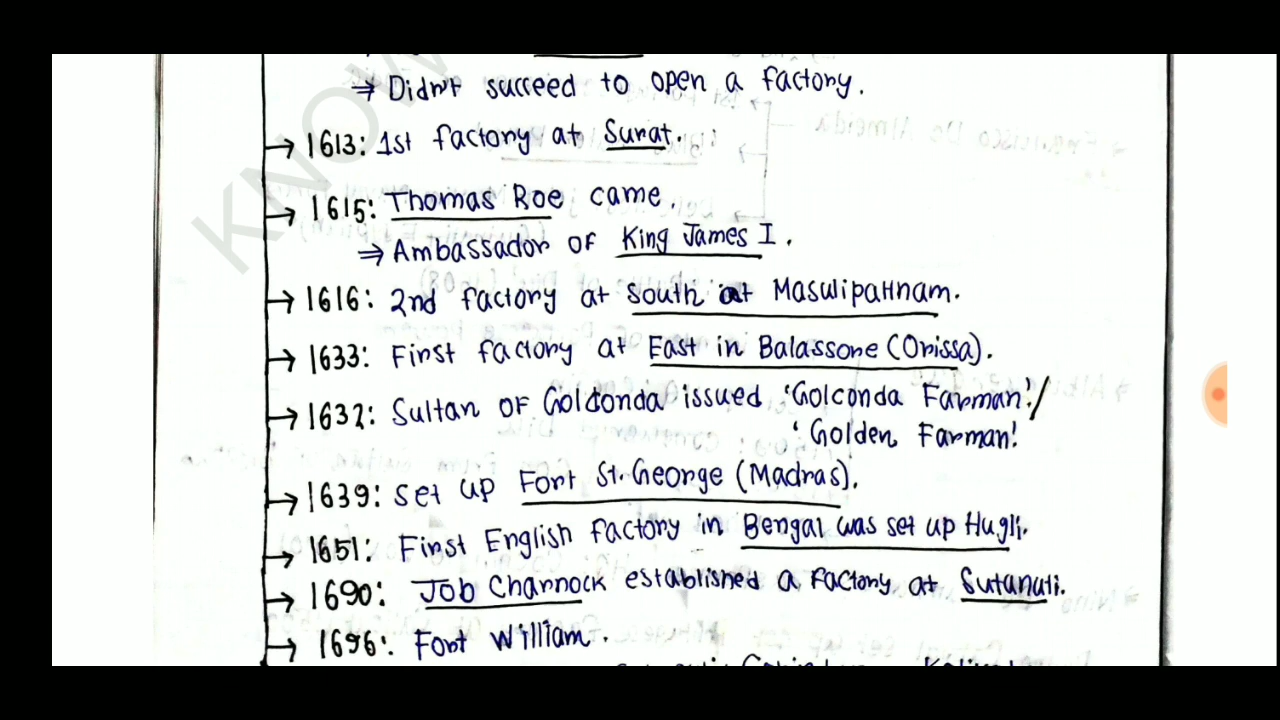 KNOW
⇒ Didn't succeed to open a factory.
→ 1613: 1st factory at Surat.
→ 1615: Thomas Roe came.
⇒ Ambassador of King James I.
→ 1616: 2nd factory at south at Masulipatnam.
→ 1633: First factory at East in Balassore (Orissa).
→ 1632: Sultan of Golconda issued 'Golconda Farman'/
'Golden Farman'
→ 1639: Set up Fort St. George (Madras).
→ 1651: First English factory in Bengal was set up Hugli.
→ 1690: Job Charnock established a factory at Sutanuti.
→ 1696: Fort William.